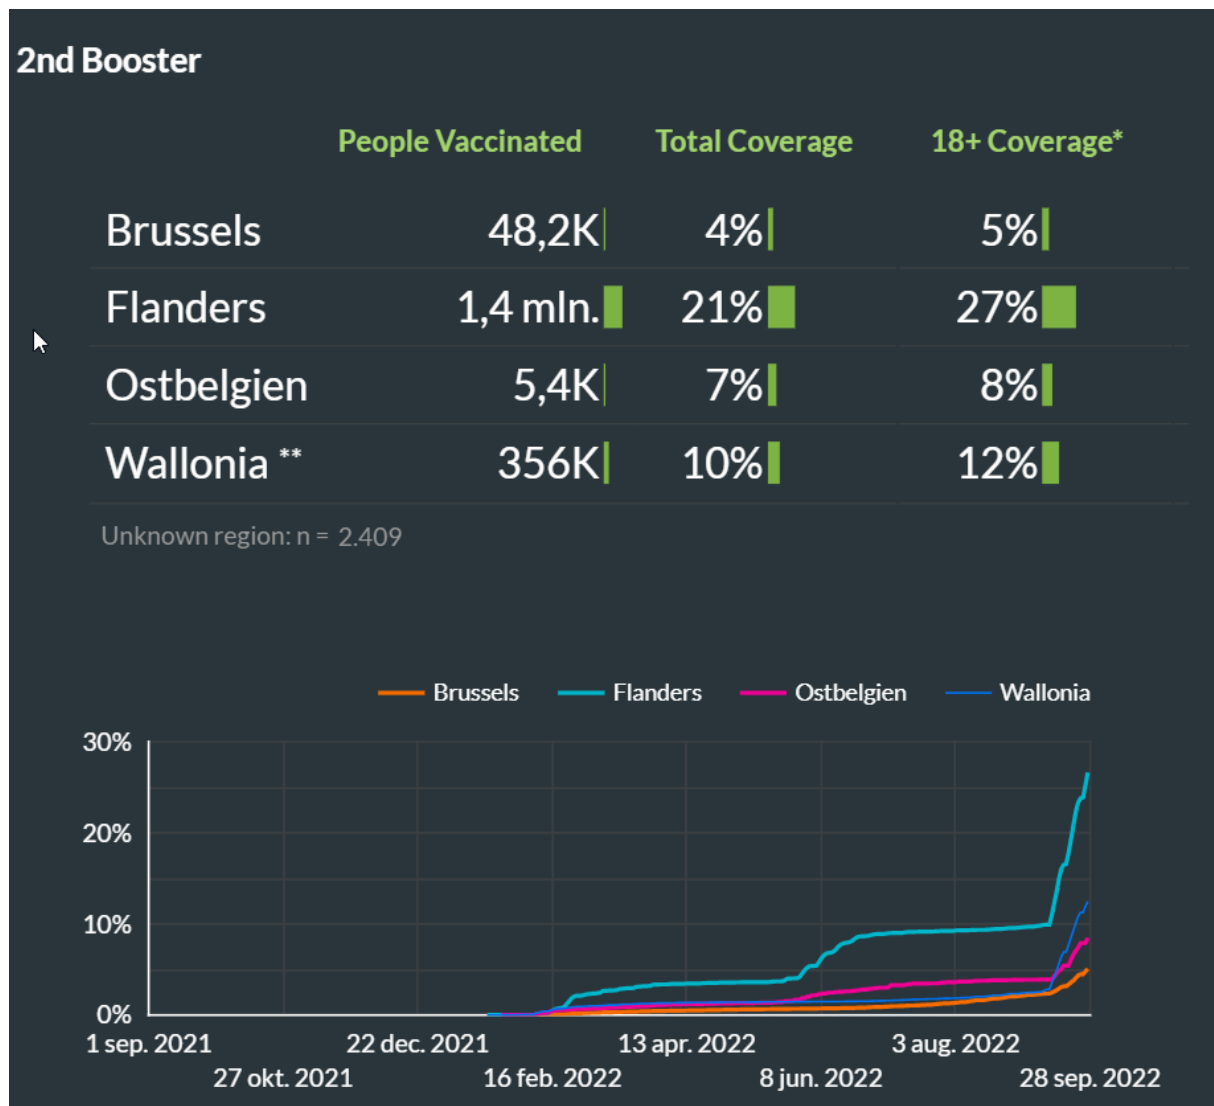 2nd Booster
People Vaccinated Total Coverage 18+ Coverage*
Brussels 48,2K 4% 5%
Flanders 1,4 mln. 21% 27%
Ostbelgien 5,4K 7% 8%
Wallonia ** 356K 10% 12%
Unknown region: n = 2.409
Brussels Flanders Ostbelgien Wallonia
30%
20%
10%
0%
1 sep. 2021 22 dec. 2021 13 apr. 2022 3 aug. 2022
27 okt. 2021 16 feb. 2022 8 jun. 2022 28 sep. 2022